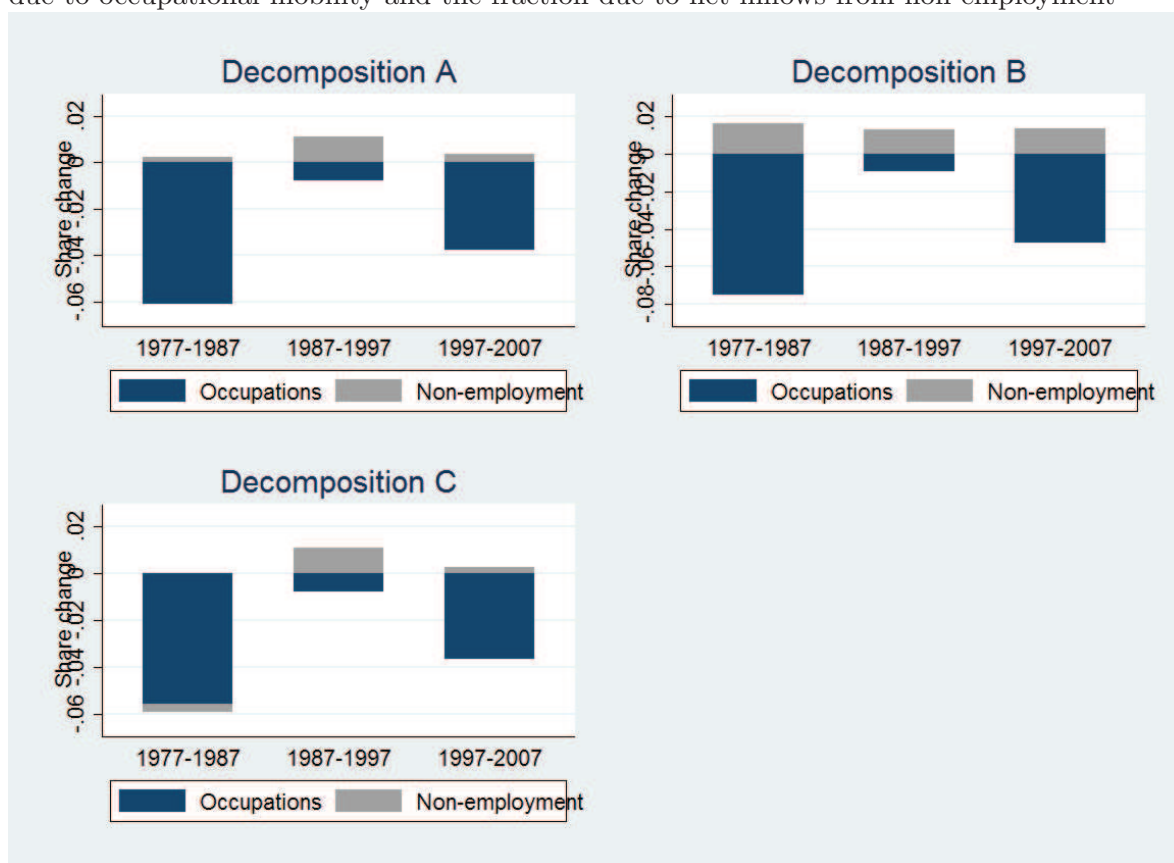 due to occupational mobility and the fraction due to net inflows from non-employment
Decomposition A
Share change
.02
0
-.02
-.04
-.06
1977-1987 1987-1997 1997-2007
Occupations Non-employment
Decomposition B
Share change
.02
0
-.02
-.04
-.06
-.08
1977-1987 1987-1997 1997-2007
Occupations Non-employment
Decomposition C
Share change
.02
0
-.02
-.04
-.06
1977-1987 1987-1997 1997-2007
Occupations Non-employment